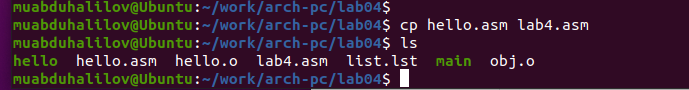 muabduhalilov@Ubuntu:~/work/arch-pc/lab04$
muabduhalilov@Ubuntu:~/work/arch-pc/lab04$ cp hello.asm lab4.asm
muabduhalilov@Ubuntu:~/work/arch-pc/lab04$ ls
hello hello.asm hello.o lab4.asm list.lst main obj.o
muabduhalilov@Ubuntu:~/work/arch-pc/lab04$